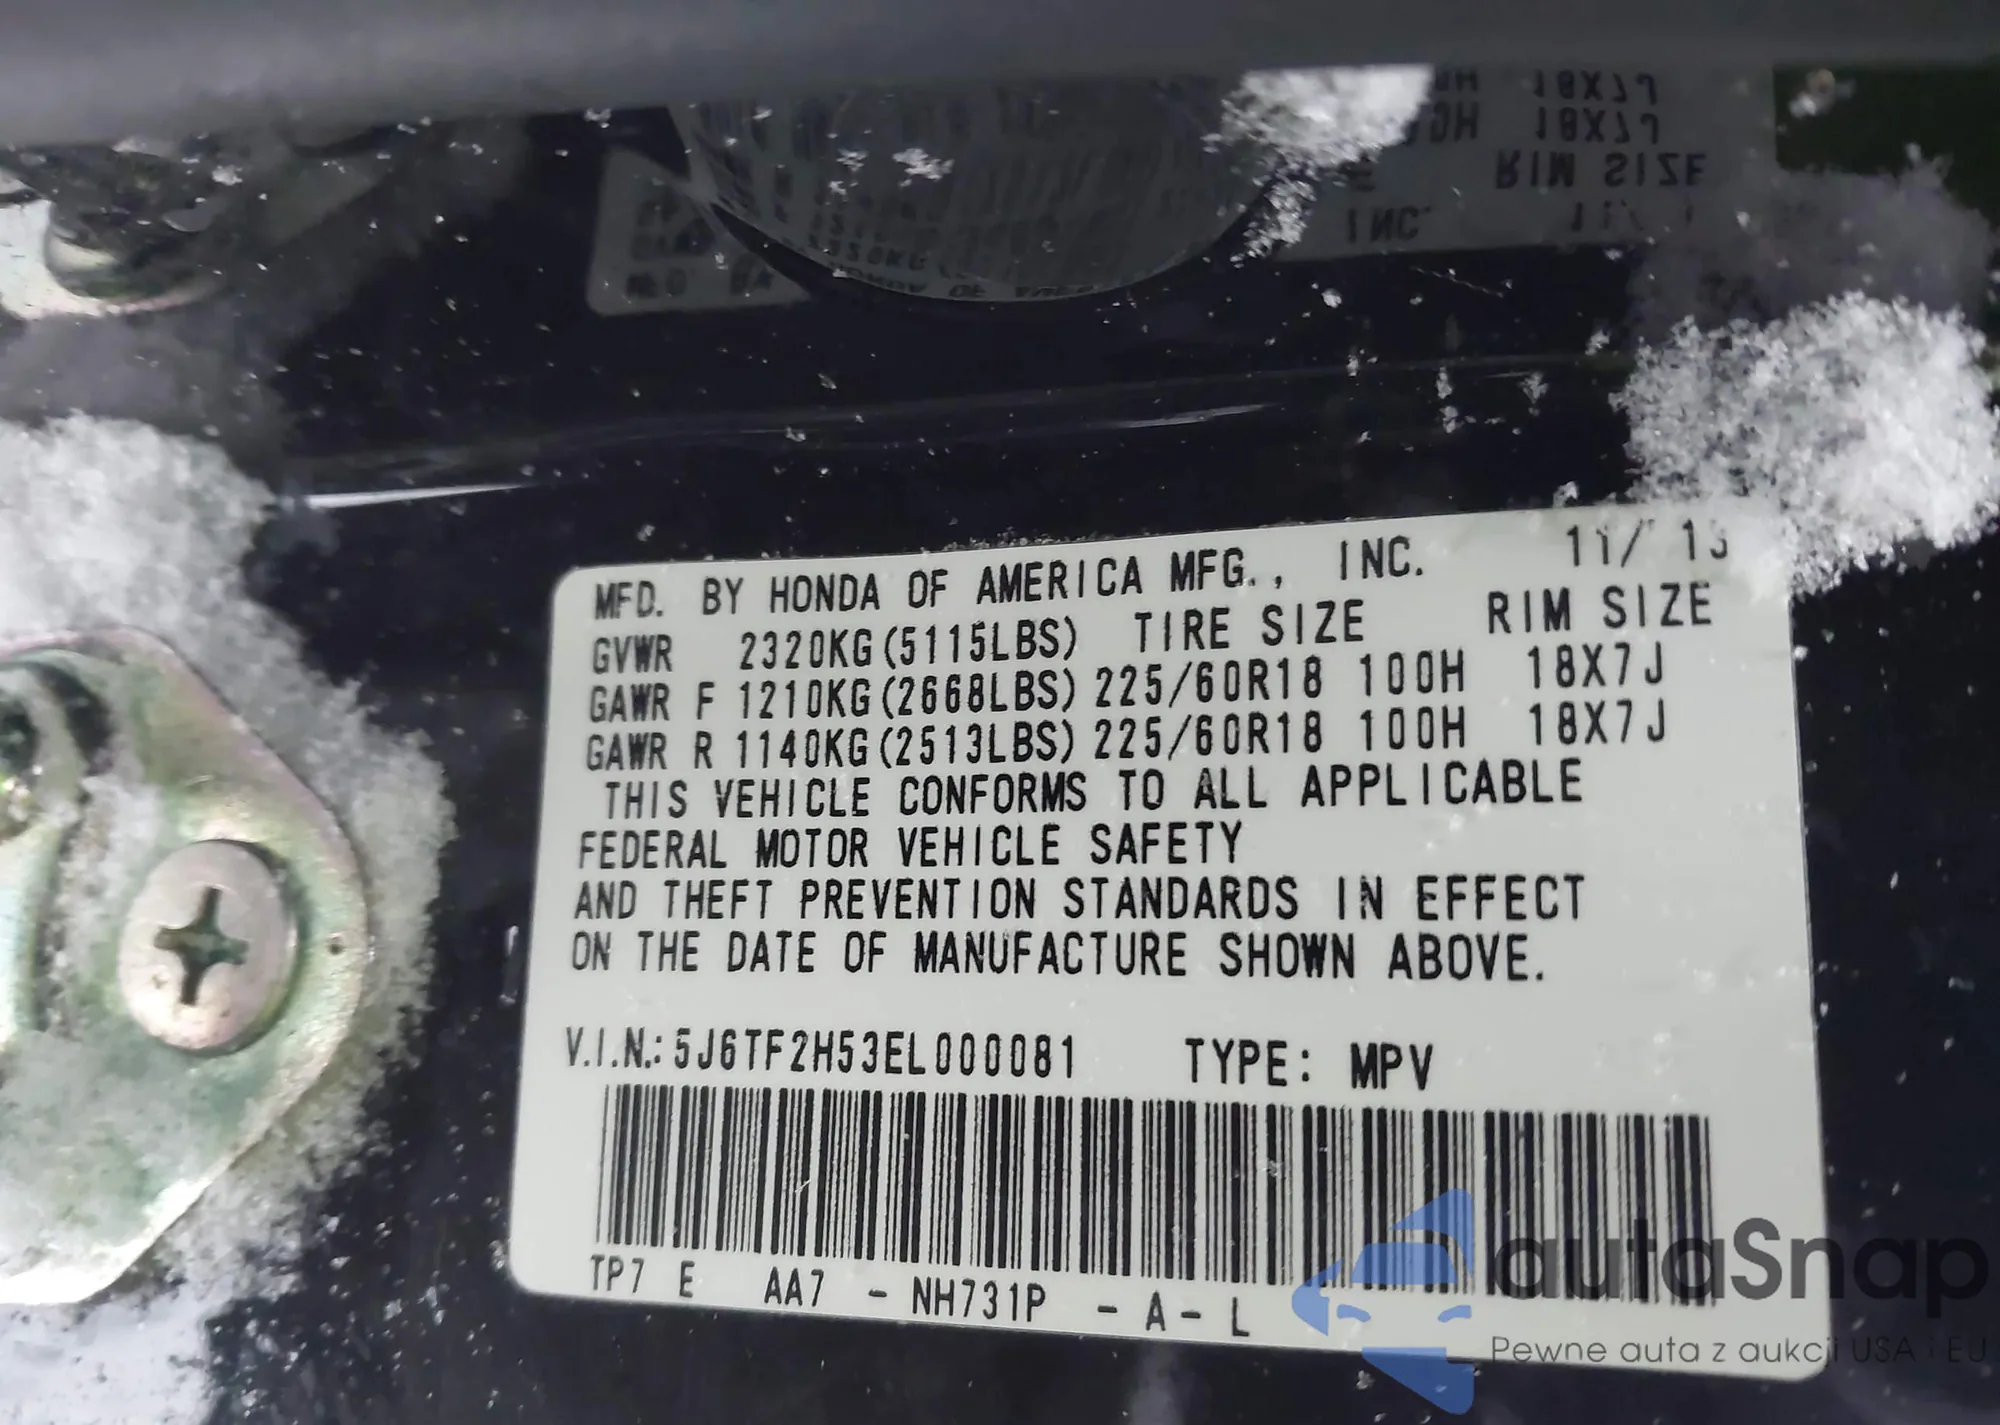 MFD. BY HONDA OF AMERICA MFG., INC. 11/ 13
GVWR 2320KG(5115LBS) TIRE SIZE RIM SIZE
GAWR F 1210KG(2668LBS) 225/60R18 100H 18X7J
GAWR R 1140KG(2513LBS) 225/60R18 100H 18X7J
THIS VEHICLE CONFORMS TO ALL APPLICABLE
FEDERAL MOTOR VEHICLE SAFETY
AND THEFT PREVENTION STANDARDS IN EFFECT
ON THE DATE OF MANUFACTURE SHOWN ABOVE.
V.I.N.: 5J6TF2H53EL000081 TYPE: MPV
TP7 E AA7 - NH731P - A - L
autaSnap
Pewne auta z aukcji USA i EU